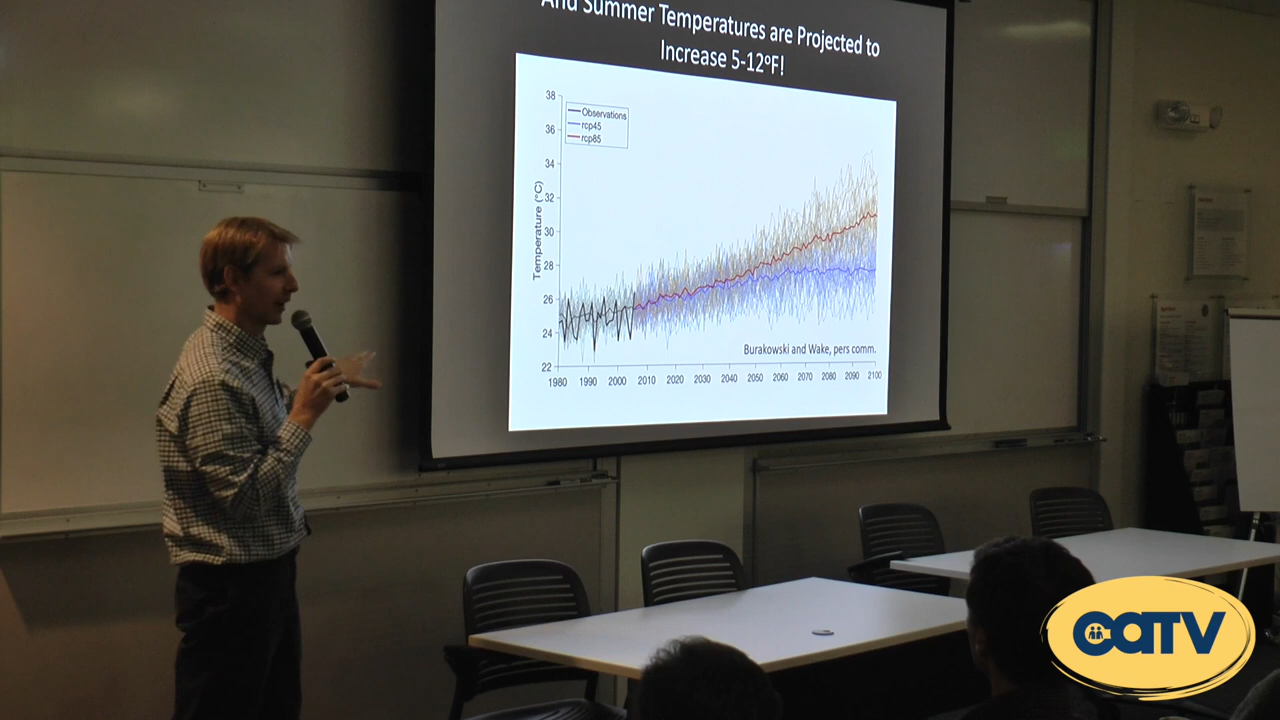 And Summer Temperatures are Projected to
Increase 5-12ºF!
Observations
rcp45
rcp85
Temperature (°C)
38
36
34
32
30
28
26
24
22
1980 1990 2000 2010 2020 2030 2040 2050 2060 2070 2080 2090 2100
Burakowski and Wake, pers comm.
CATV